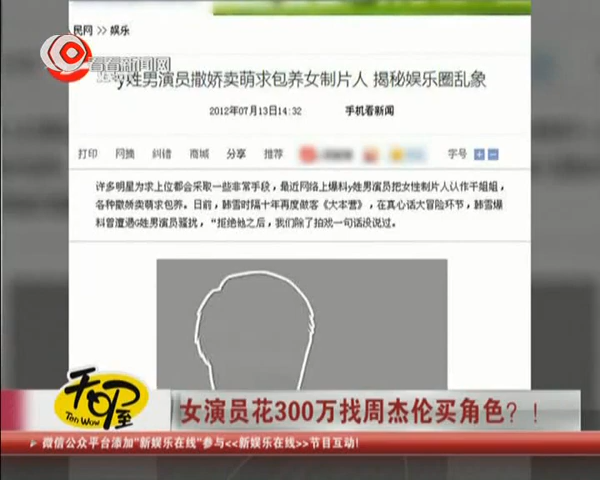 民网 >> 娱乐
看看新闻网
y姓男演员撒娇卖萌求包养女制片人 揭秘娱乐圈乱象
2012年07月13日14:32 手机看新闻
打印 网摘 纠错 商城 分享 推荐 字号
许多明星为求上位都会采取一些非常手段，最近网络上爆料y姓男演员把女性制片人认作干姐姐，
各种撒娇卖萌求包养。日前，韩雪时隔十年再度做客《大本营》，在真心话大冒险环节，韩雪爆
料曾遭遇G姓男演员骚扰，“拒绝他之后，我们除了拍戏一句话没说过。
Ten Wow
女演员花300万找周杰伦买角色？！
微信公众平台添加"新娱乐在线"参与<<新娱乐在线>>节目互动!